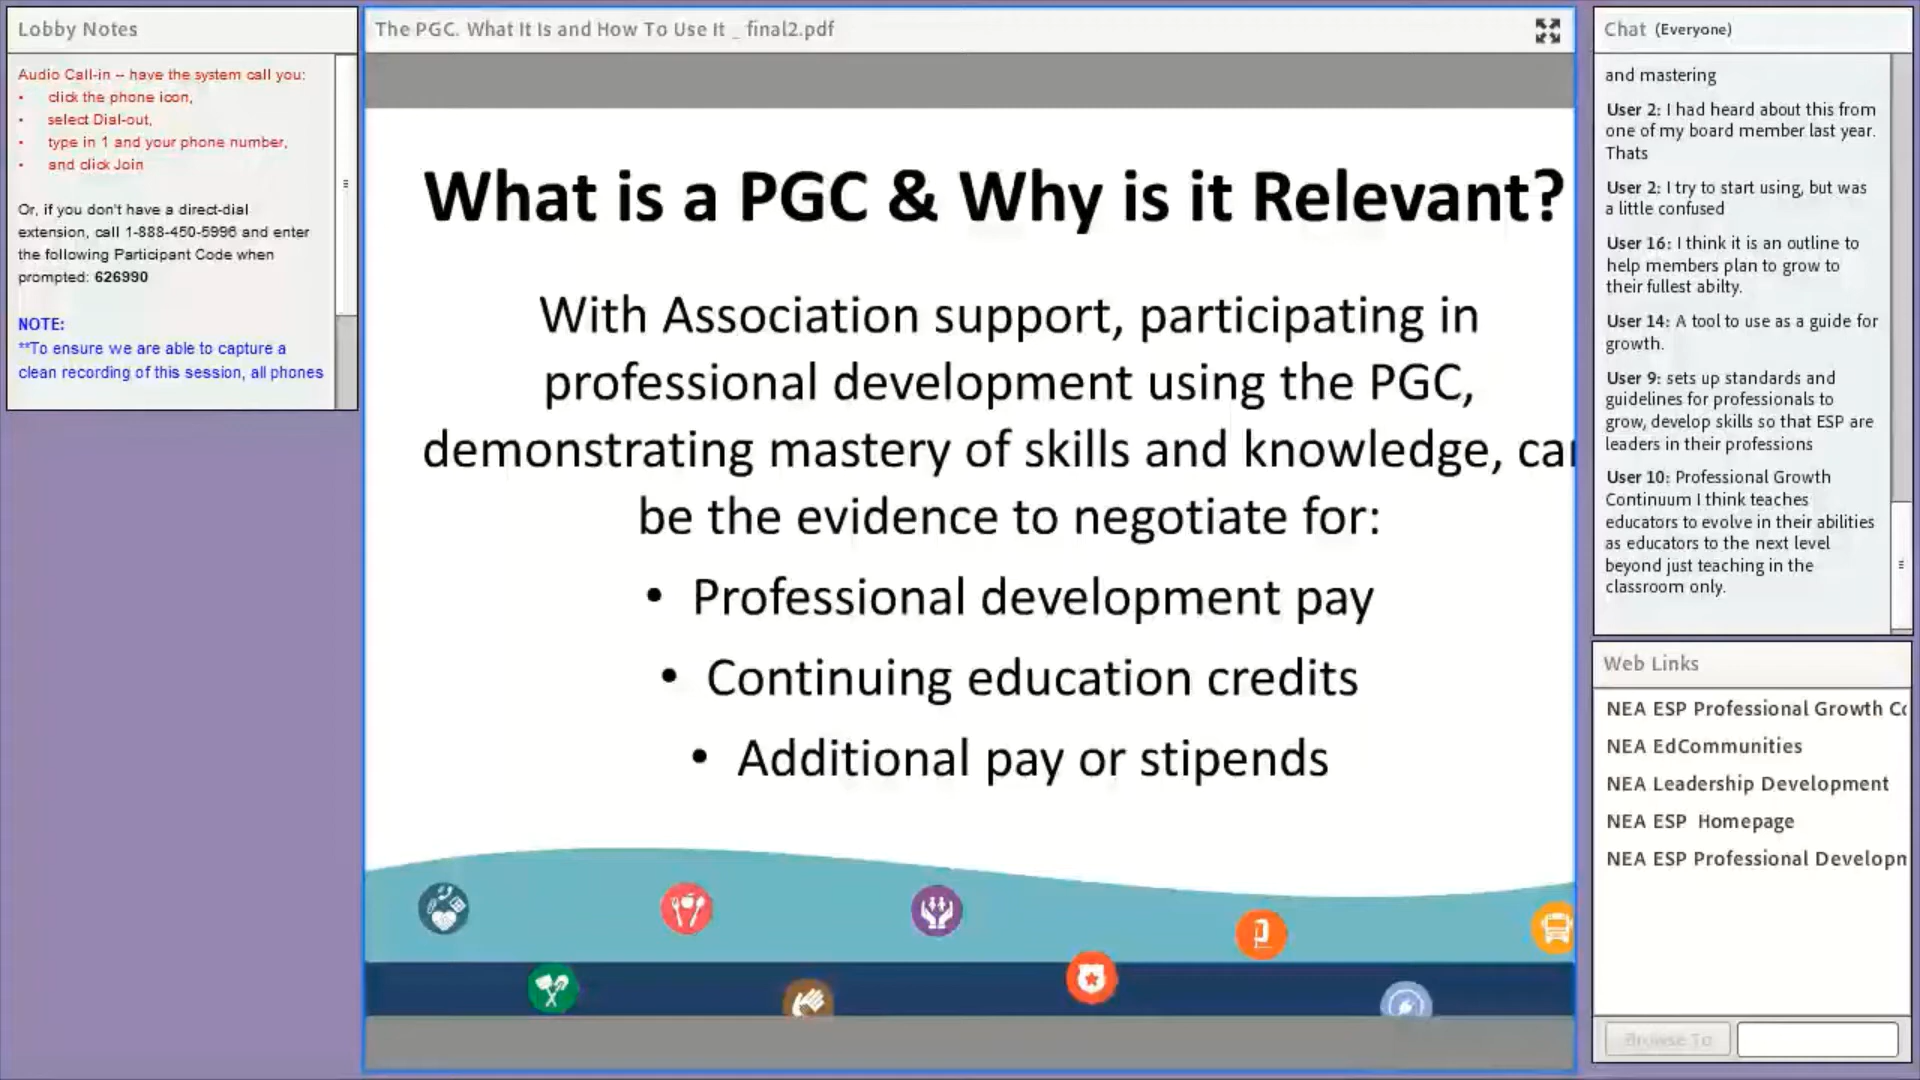 Lobby Notes
Audio Call-in -- have the system call you:
• click the phone icon,
• select Dial-out,
• type in 1 and your phone number,
• and click Join
Or, if you don't have a direct-dial
extension, call 1-888-450-5996 and enter
the following Participant Code when
prompted: 626990
NOTE:
**To ensure we are able to capture a
clean recording of this session, all phones
The PGC. What It Is and How To Use It _ final2.pdf
What is a PGC & Why is it Relevant?
With Association support, participating in
professional development using the PGC,
demonstrating mastery of skills and knowledge, can
be the evidence to negotiate for:
• Professional development pay
• Continuing education credits
• Additional pay or stipends
Chat (Everyone)
and mastering
User 2: I had heard about this from
one of my board member last year.
Thats
User 2: I try to start using, but was
a little confused
User 16: I think it is an outline to
help members plan to grow to
their fullest abilty.
User 14: A tool to use as a guide for
growth.
User 9: sets up standards and
guidelines for professionals to
grow, develop skills so that ESP are
leaders in their professions
User 10: Professional Growth
Continuum I think teaches
educators to evolve in their abilities
as educators to the next level
beyond just teaching in the
classroom only.
Web Links
NEA ESP Professional Growth Co
NEA EdCommunities
NEA Leadership Development
NEA ESP Homepage
NEA ESP Professional Developm
Browse To